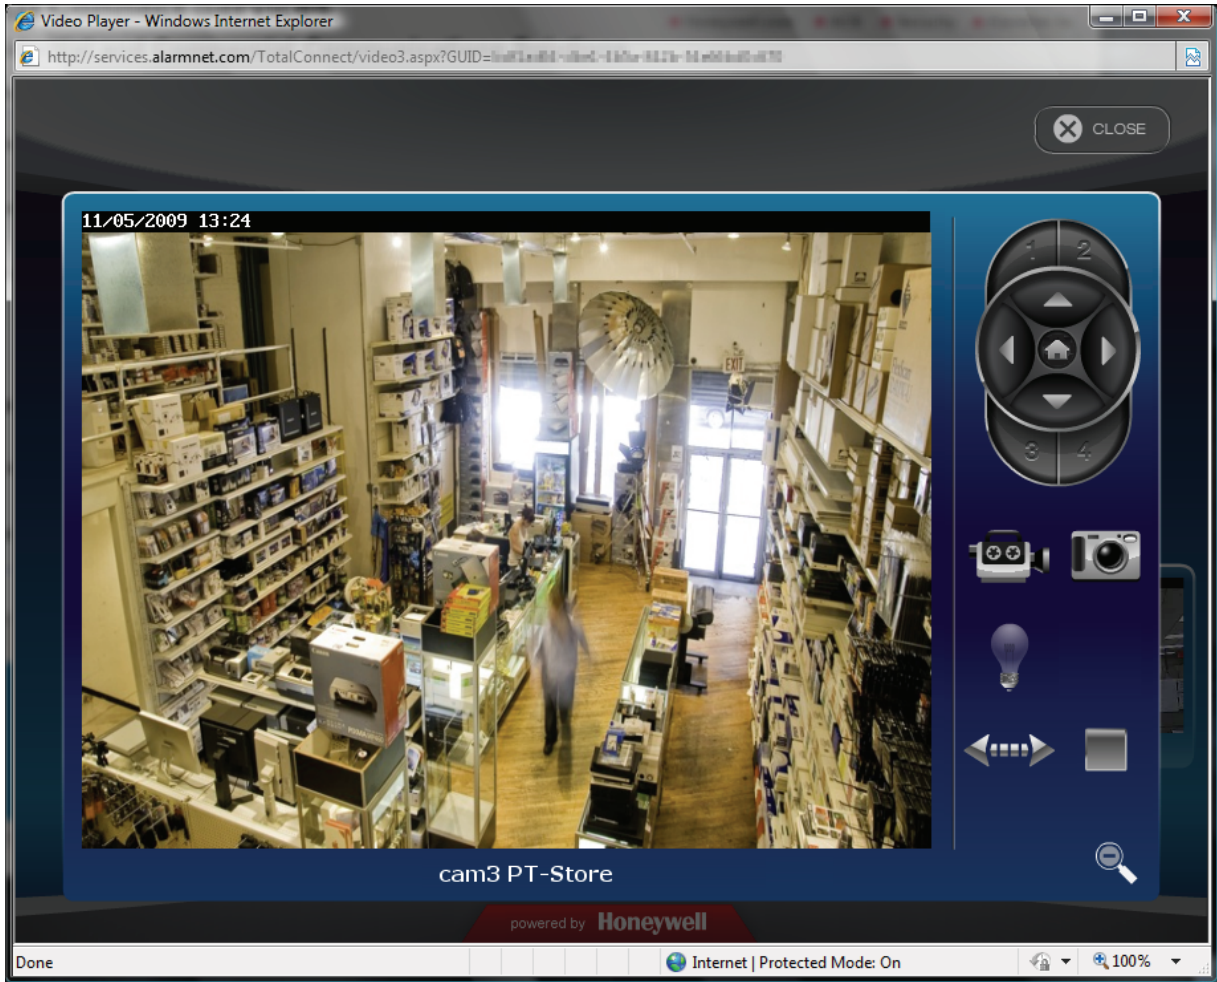 Video Player - Windows Internet Explorer
http://services.alarmnet.com/TotalConnect/video3.aspx?GUID=
CLOSE
11/05/2009 13:24
1 2
EXIT
3 4
cam3 PT-Store
powered by Honeywell
Done
Internet | Protected Mode: On
100%